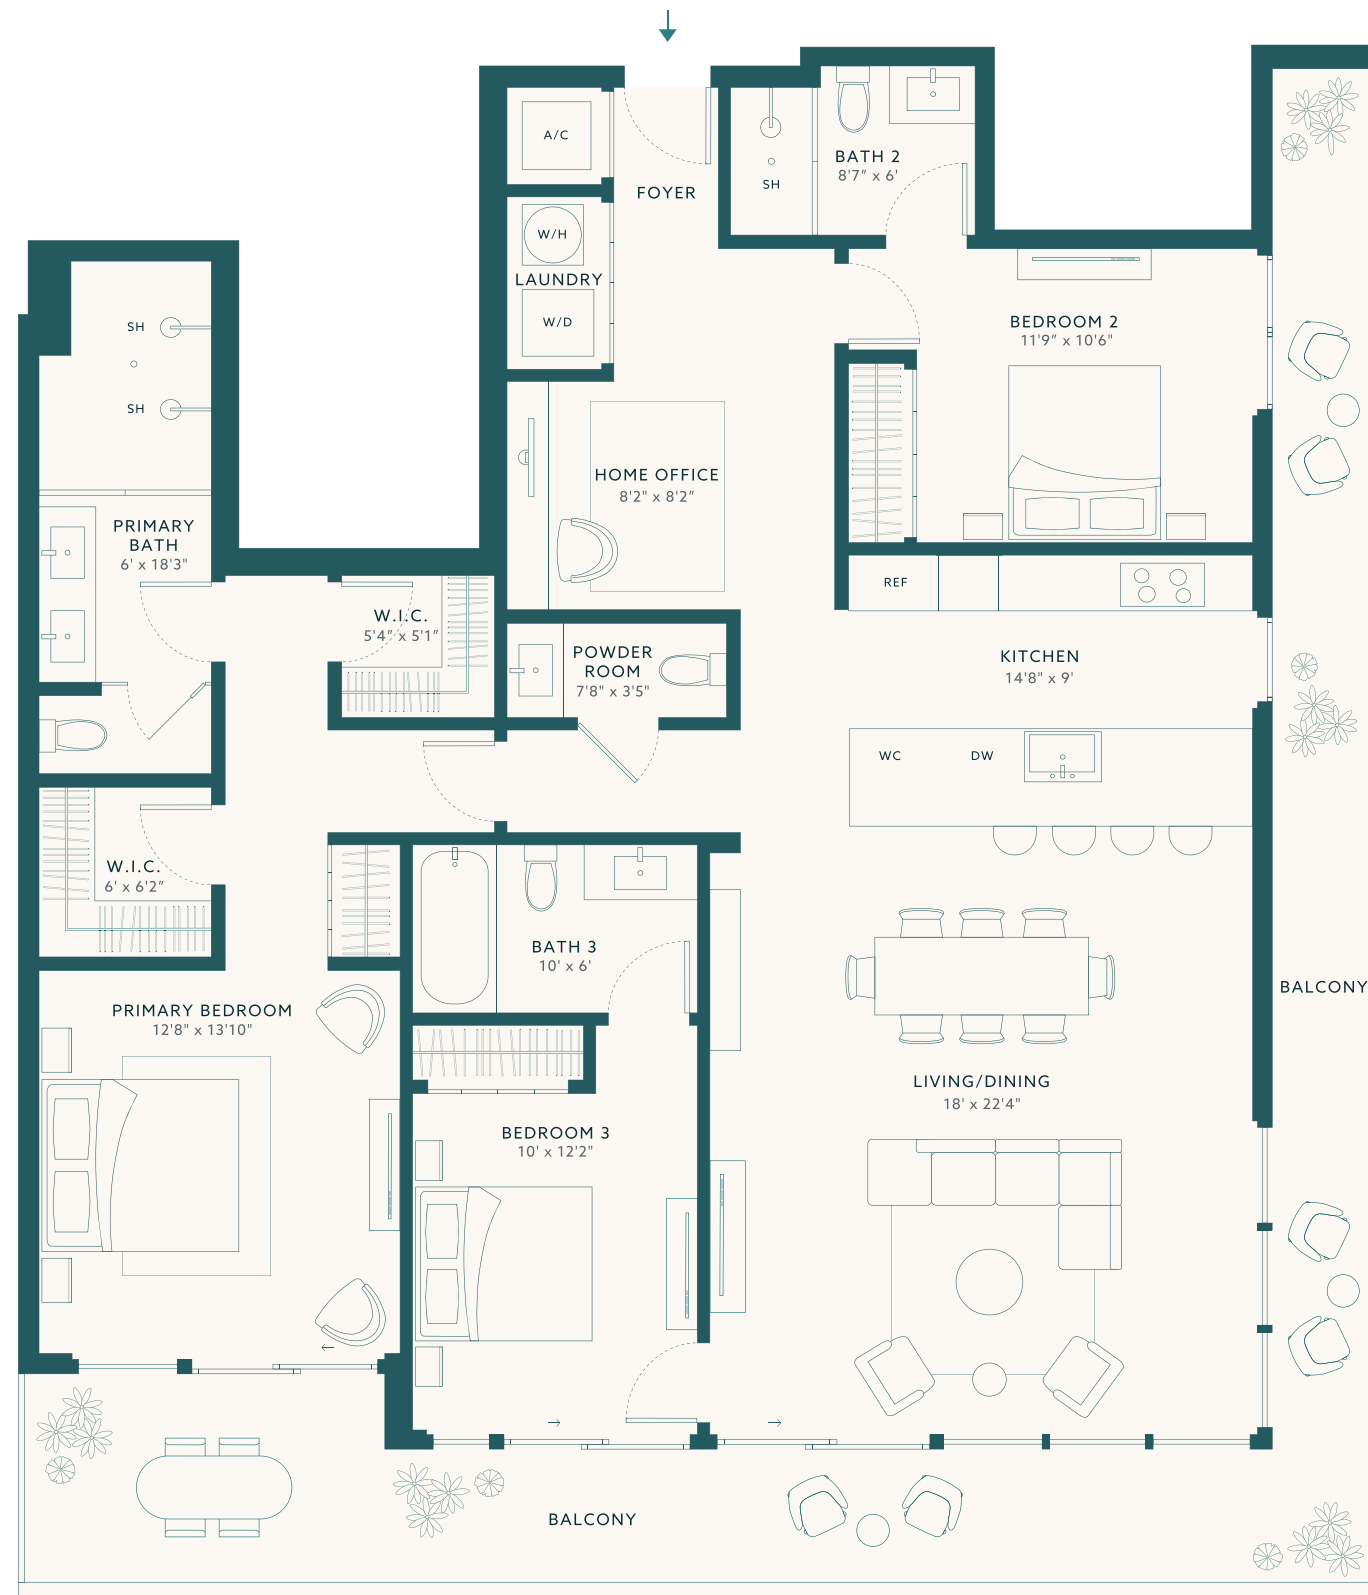 A/C
FOYER
BATH 2
8'7" x 6'
SH
W/H
LAUNDRY
W/D
SH
SH
BEDROOM 2
11'9" x 10'6"
HOME OFFICE
8'2" x 8'2"
PRIMARY
BATH
6' x 18'3"
W.I.C.
5'4" x 5'1"
REF
POWDER
ROOM
7'8" x 3'5"
KITCHEN
14'8" x 9'
WC
DW
W.I.C.
6' x 6'2"
BATH 3
10' x 6'
BALCONY
PRIMARY BEDROOM
12'8" x 13'10"
LIVING/DINING
18' x 22'4"
BEDROOM 3
10' x 12'2"
BALCONY